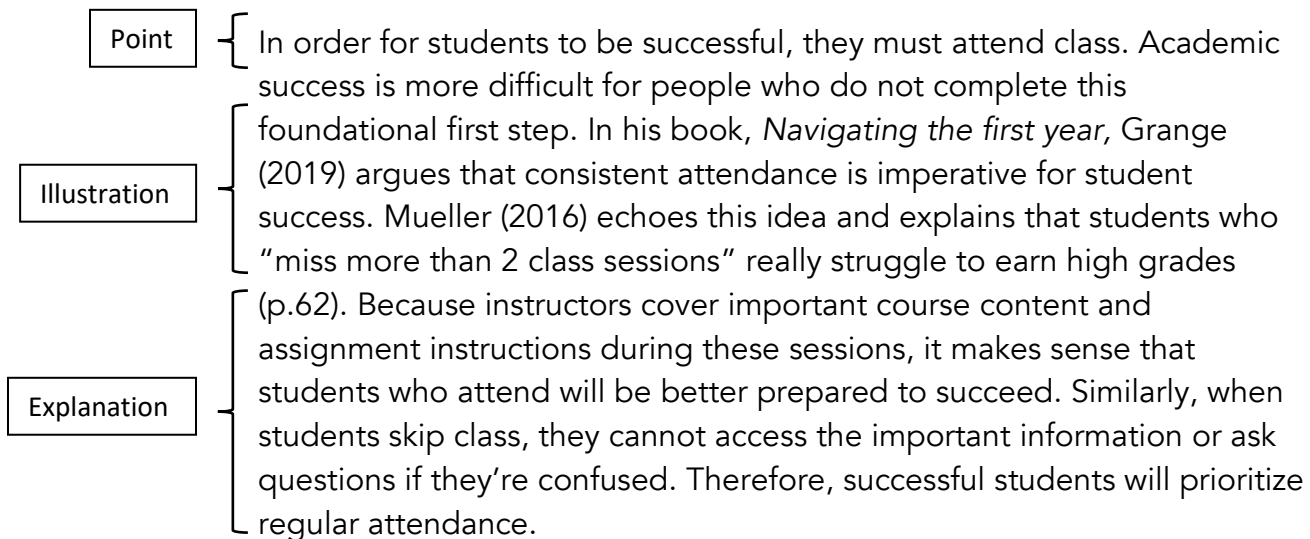 Point
In order for students to be successful, they must attend class. Academic
success is more difficult for people who do not complete this
foundational first step. In his book, Navigating the first year, Grange
(2019) argues that consistent attendance is imperative for student
Illustration
success. Mueller (2016) echoes this idea and explains that students who
“miss more than 2 class sessions” really struggle to earn high grades
(p.62). Because instructors cover important course content and
assignment instructions during these sessions, it makes sense that
students who attend will be better prepared to succeed. Similarly, when
Explanation
students skip class, they cannot access the important information or ask
questions if they’re confused. Therefore, successful students will prioritize
regular attendance.